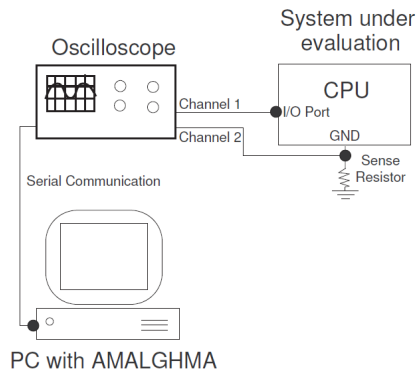 System under
evaluation
Oscilloscope
CPU
Channel 1
I/O Port
Channel 2
GND
Sense
Resistor
Serial Communication
PC with AMALGHMA